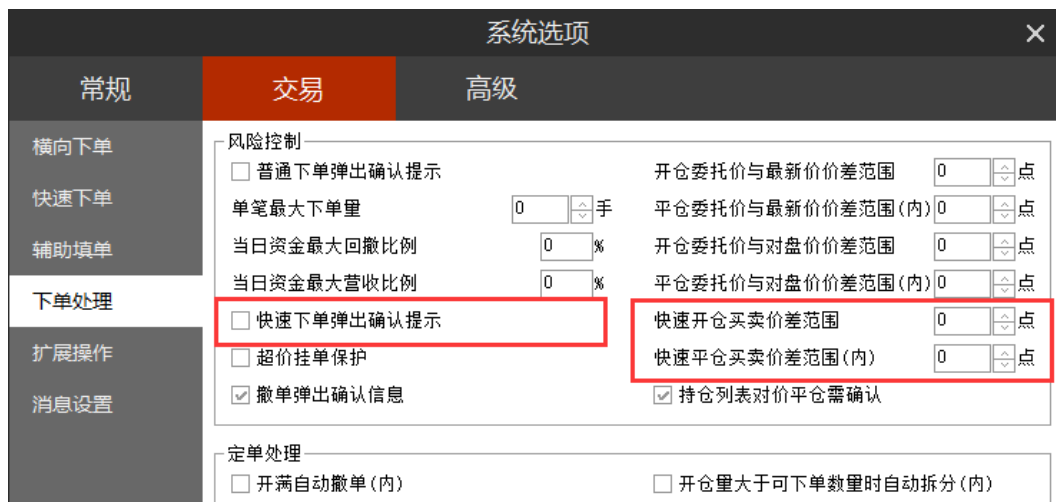 系统选项
常规 交易 高级
横向下单
快速下单
辅助填单
下单处理
扩展操作
消息设置
风险控制
普通下单弹出确认提示 开仓委托价与最新价价差范围 0 点
单笔最大下单量 0 手 平仓委托价与最新价价差范围(内) 0 点
当日资金最大回撤比例 0 % 开仓委托价与对盘价价差范围 0 点
当日资金最大营收比例 0 % 平仓委托价与对盘价价差范围(内) 0 点
快速下单弹出确认提示 快速开仓买卖价差范围 0 点
超价挂单保护 快速平仓买卖价差范围(内) 0 点
撤单弹出确认信息 持仓列表对价平仓需确认
定单处理
开满自动撤单(内) 开仓量大于可下单数量时自动拆分(内)